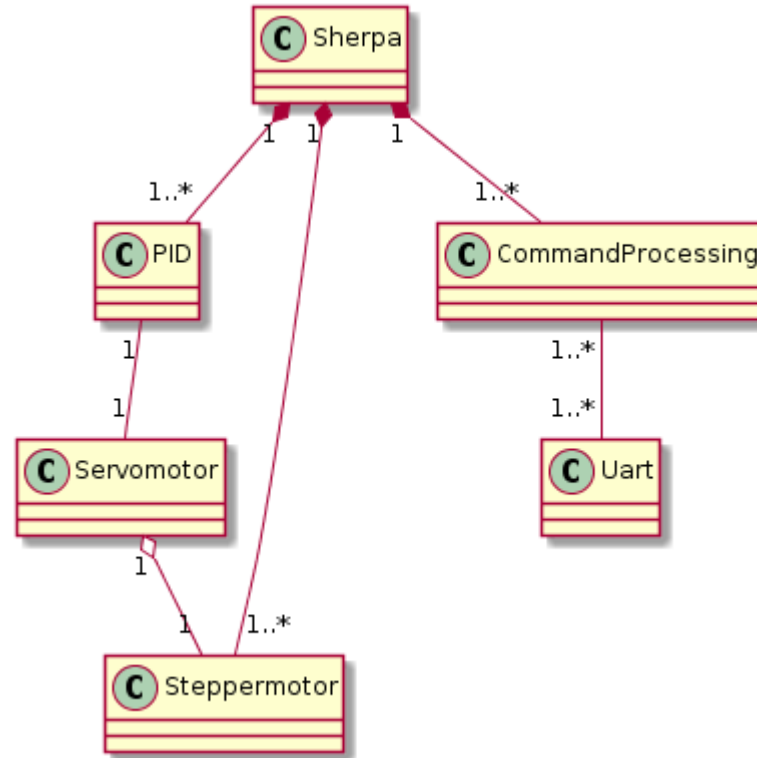 C Sherpa
1
1
1
1..*
1..*
C PID
C CommandProcessing
1
1..*
1
1..*
C Servomotor
C Uart
1
1
1..*
C Steppermotor